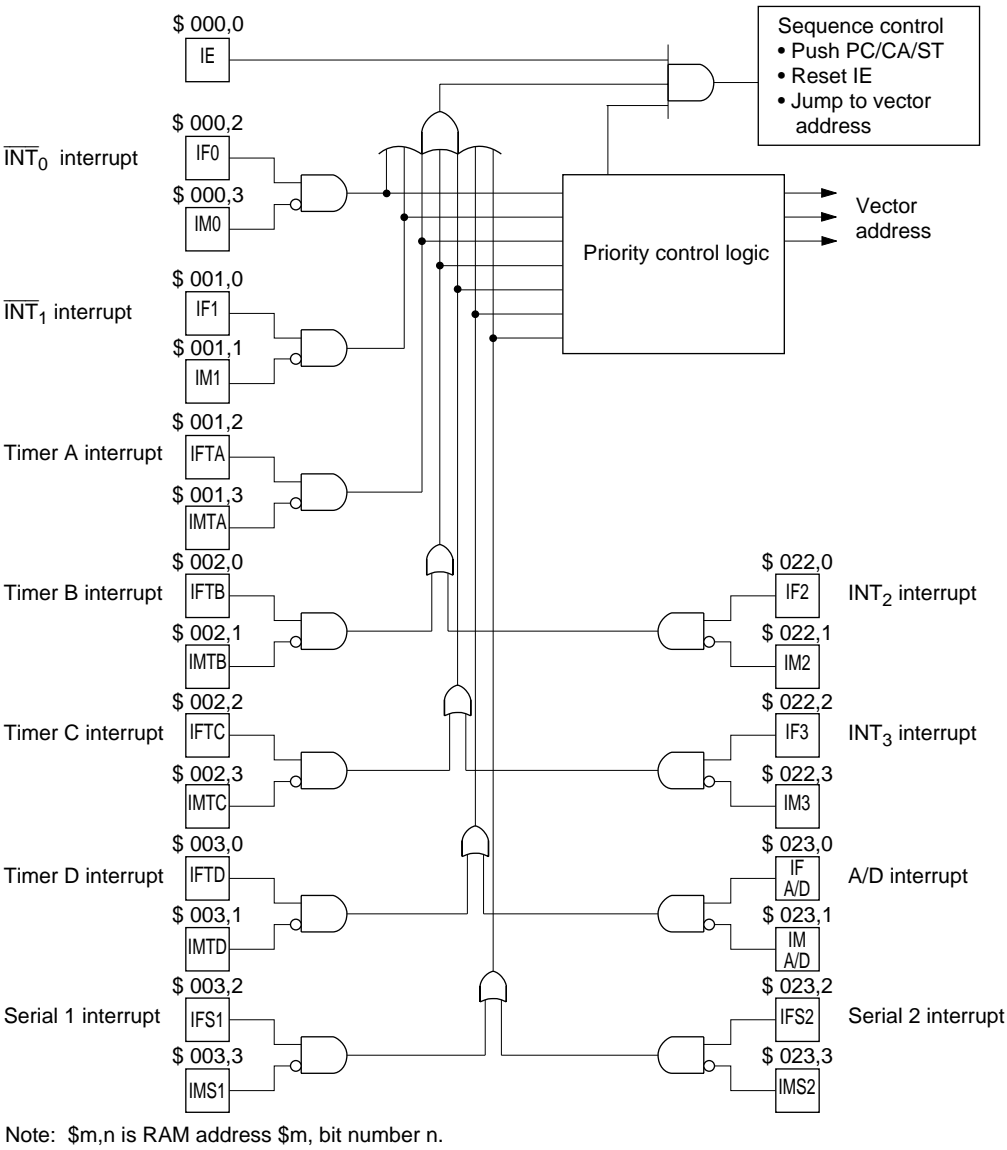 $ 000,0
IE
Sequence control
• Push PC/CA/ST
• Reset IE
• Jump to vector
address
$ 000,2
IF0
INT0 interrupt
$ 000,3
IM0
Priority control logic
Vector
address
$ 001,0
IF1
INT1 interrupt
$ 001,1
IM1
$ 001,2
IFTA
Timer A interrupt
$ 001,3
IMTA
$ 002,0
IFTB
Timer B interrupt
$ 002,1
IMTB
$ 022,0
IF2
INT2 interrupt
$ 022,1
IM2
$ 002,2
IFTC
Timer C interrupt
$ 002,3
IMTC
$ 022,2
IF3
INT3 interrupt
$ 022,3
IM3
$ 003,0
IFTD
Timer D interrupt
$ 003,1
IMTD
$ 023,0
IF
A/D
A/D interrupt
$ 023,1
IM
A/D
$ 003,2
IFS1
Serial 1 interrupt
$ 003,3
IMS1
$ 023,2
IFS2
Serial 2 interrupt
$ 023,3
IMS2
Note: $m,n is RAM address $m, bit number n.